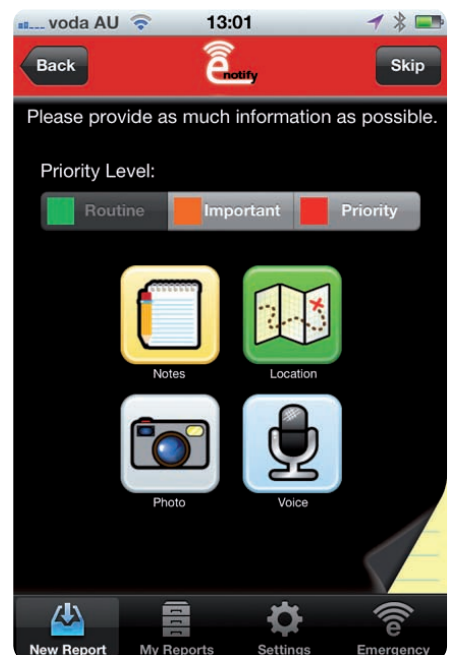 voda AU 13:01
Back e notify Skip
Please provide as much information as possible.
Priority Level:
Routine Important Priority
Notes Location
Photo Voice
New Report My Reports Settings e Emergency